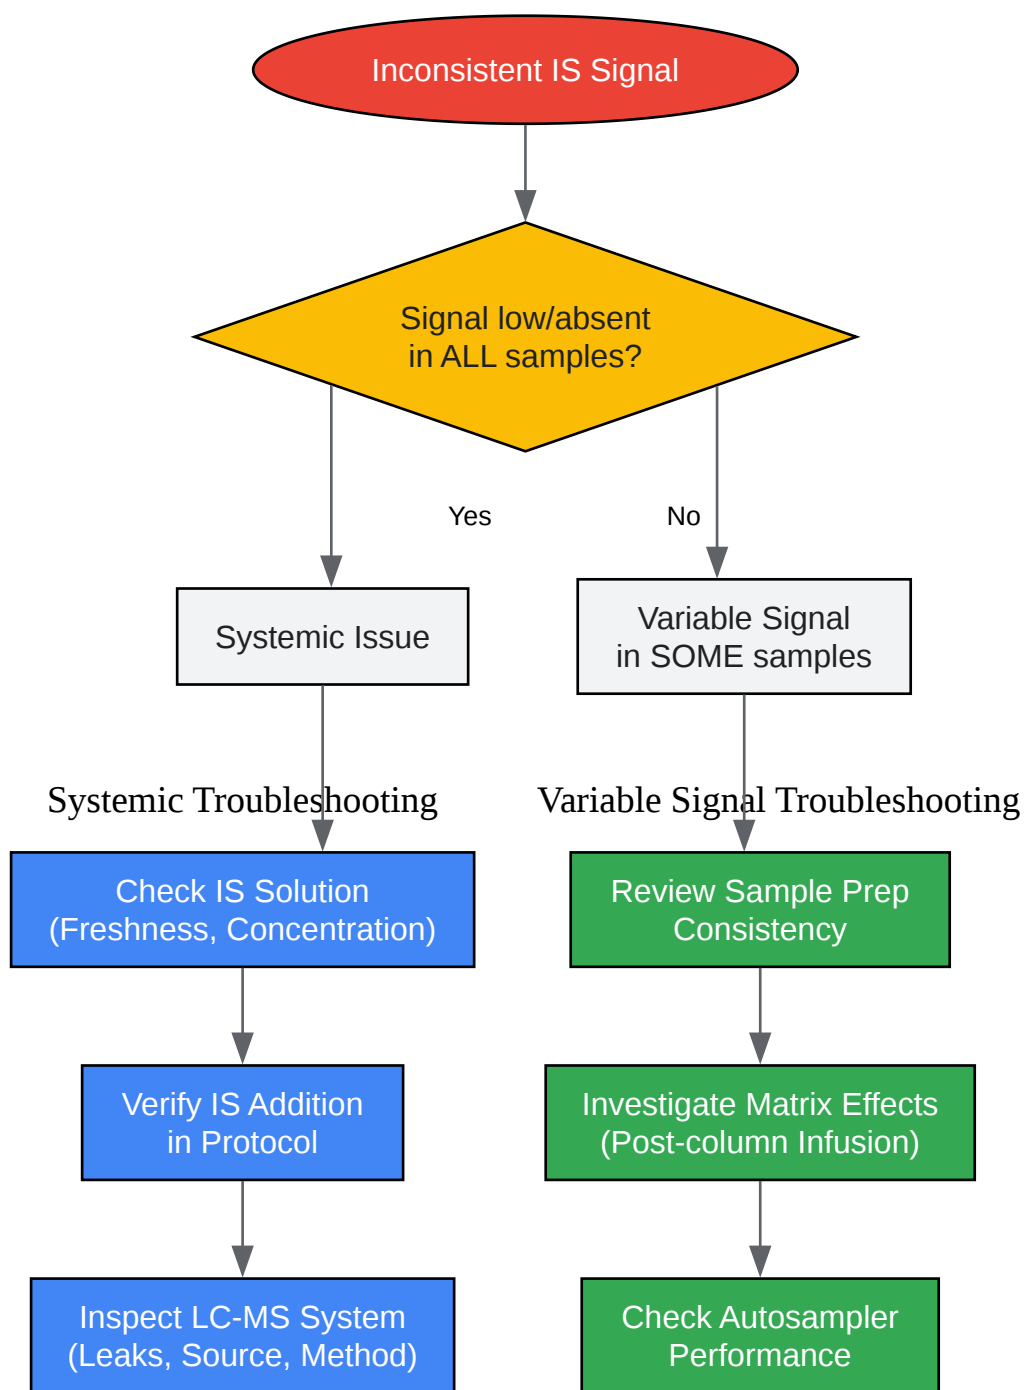 Inconsistent IS Signal
Signal low/absent
in ALL samples?
Yes
No
Systemic Issue
Variable Signal
in SOME samples
Systemic Troubleshooting
Variable Signal Troubleshooting
Check IS Solution
(Freshness, Concentration)
Review Sample Prep
Consistency
Verify IS Addition
in Protocol
Investigate Matrix Effects
(Post-column Infusion)
Inspect LC-MS System
(Leaks, Source, Method)
Check Autosampler
Performance